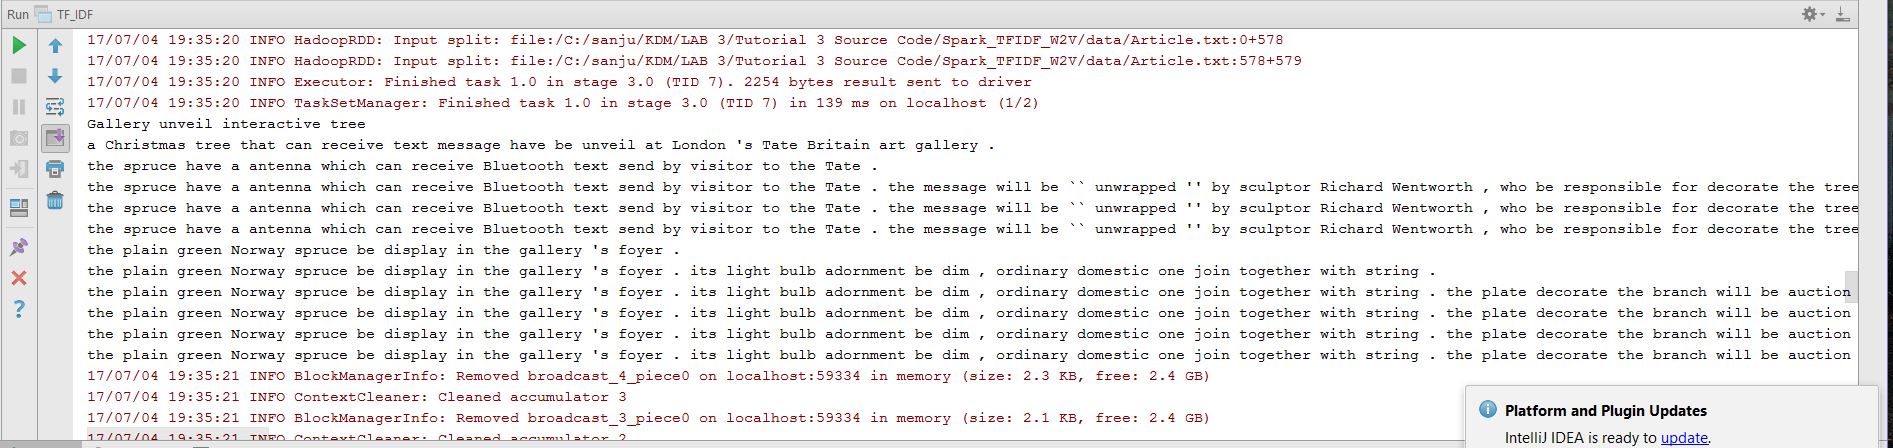 Run TF_IDF
17/07/04 19:35:20 INFO HadoopRDD: Input split: file:/C:/sanju/KDM/LAB 3/Tutorial 3 Source Code/Spark_TFIDF_W2V/data/Article.txt:0+578
17/07/04 19:35:20 INFO HadoopRDD: Input split: file:/C:/sanju/KDM/LAB 3/Tutorial 3 Source Code/Spark_TFIDF_W2V/data/Article.txt:578+579
17/07/04 19:35:20 INFO Executor: Finished task 1.0 in stage 3.0 (TID 7). 2254 bytes result sent to driver
17/07/04 19:35:20 INFO TaskSetManager: Finished task 1.0 in stage 3.0 (TID 7) in 139 ms on localhost (1/2)
Gallery unveil interactive tree
a Christmas tree that can receive text message have be unveil at London 's Tate Britain art gallery .
the spruce have a antenna which can receive Bluetooth text send by visitor to the Tate .
the spruce have a antenna which can receive Bluetooth text send by visitor to the Tate . the message will be `` unwrapped '' by sculptor Richard Wentworth , who be responsible for decorate the tree
the spruce have a antenna which can receive Bluetooth text send by visitor to the Tate . the message will be `` unwrapped '' by sculptor Richard Wentworth , who be responsible for decorate the tree
the spruce have a antenna which can receive Bluetooth text send by visitor to the Tate . the message will be `` unwrapped '' by sculptor Richard Wentworth , who be responsible for decorate the tree
the plain green Norway spruce be display in the gallery 's foyer .
the plain green Norway spruce be display in the gallery 's foyer . its light bulb adornment be dim , ordinary domestic one join together with string .
the plain green Norway spruce be display in the gallery 's foyer . its light bulb adornment be dim , ordinary domestic one join together with string . the plate decorate the branch will be auction
the plain green Norway spruce be display in the gallery 's foyer . its light bulb adornment be dim , ordinary domestic one join together with string . the plate decorate the branch will be auction
the plain green Norway spruce be display in the gallery 's foyer . its light bulb adornment be dim , ordinary domestic one join together with string . the plate decorate the branch will be auction
the plain green Norway spruce be display in the gallery 's foyer . its light bulb adornment be dim , ordinary domestic one join together with string . the plate decorate the branch will be auction
17/07/04 19:35:21 INFO BlockManagerInfo: Removed broadcast_4_piece0 on localhost:59334 in memory (size: 2.3 KB, free: 2.4 GB)
17/07/04 19:35:21 INFO ContextCleaner: Cleaned accumulator 3
17/07/04 19:35:21 INFO BlockManagerInfo: Removed broadcast_3_piece0 on localhost:59334 in memory (size: 2.1 KB, free: 2.4 GB)
17/07/04 19:35:21 INFO ContextCleaner: Cleaned accumulator 2
Platform and Plugin Updates
IntelliJ IDEA is ready to update.